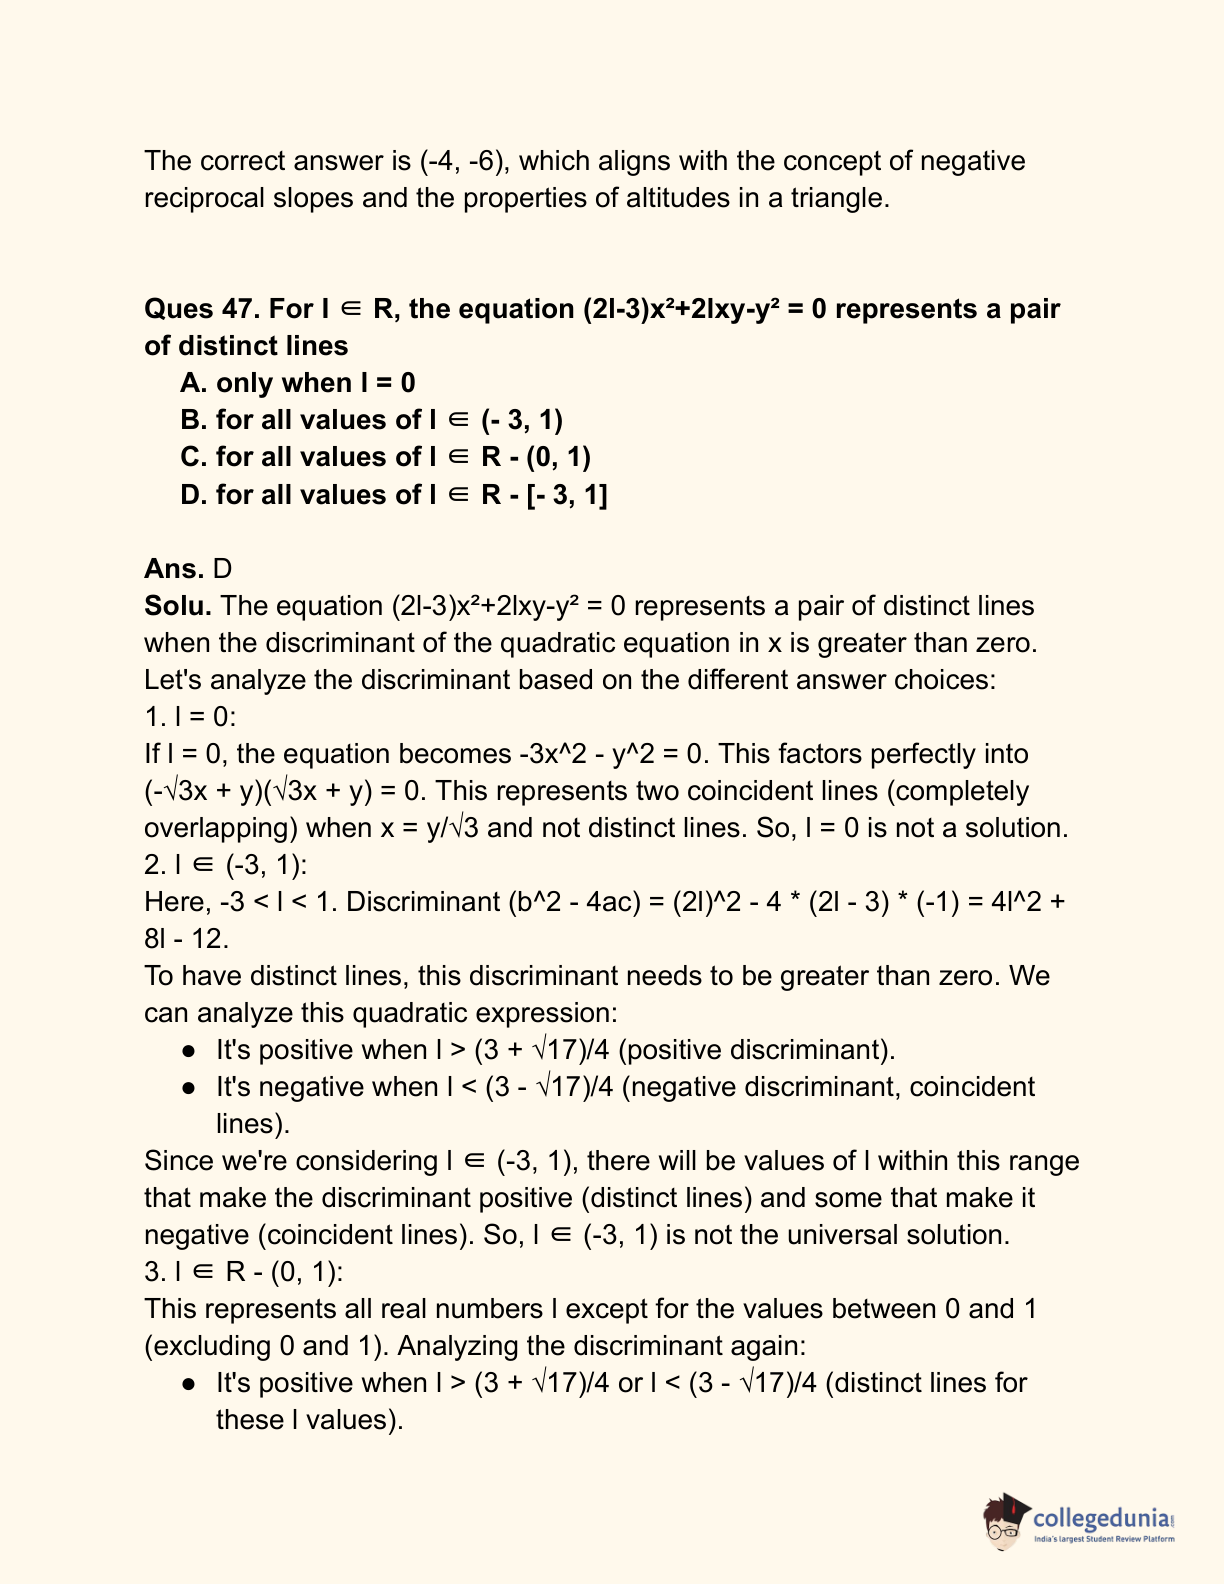 The correct answer is (-4, -6), which aligns with the concept of negative
reciprocal slopes and the properties of altitudes in a triangle.
Ques 47. For l ∈ R, the equation (2l-3)x²+2lxy-y² = 0 represents a pair
of distinct lines
A. only when l = 0
B. for all values of l ∈ (- 3, 1)
C. for all values of l ∈ R - (0, 1)
D. for all values of l ∈ R - [- 3, 1]
Ans. D
Solu. The equation (2l-3)x²+2lxy-y² = 0 represents a pair of distinct lines
when the discriminant of the quadratic equation in x is greater than zero.
Let's analyze the discriminant based on the different answer choices:
1. l = 0:
If l = 0, the equation becomes -3x^2 - y^2 = 0. This factors perfectly into
(-√3x + y)(√3x + y) = 0. This represents two coincident lines (completely
overlapping) when x = y/√3 and not distinct lines. So, l = 0 is not a solution.
2. l ∈ (-3, 1):
Here, -3 < l < 1. Discriminant (b^2 - 4ac) = (2l)^2 - 4 * (2l - 3) * (-1) = 4l^2 +
8l - 12.
To have distinct lines, this discriminant needs to be greater than zero. We
can analyze this quadratic expression:
● It's positive when l > (3 + √17)/4 (positive discriminant).
● It's negative when l < (3 - √17)/4 (negative discriminant, coincident
lines).
Since we're considering l ∈ (-3, 1), there will be values of l within this range
that make the discriminant positive (distinct lines) and some that make it
negative (coincident lines). So, l ∈ (-3, 1) is not the universal solution.
3. l ∈ R - (0, 1):
This represents all real numbers l except for the values between 0 and 1
(excluding 0 and 1). Analyzing the discriminant again:
● It's positive when l > (3 + √17)/4 or l < (3 - √17)/4 (distinct lines for
these l values).
collegedunia.com
India's largest Student Review Platform